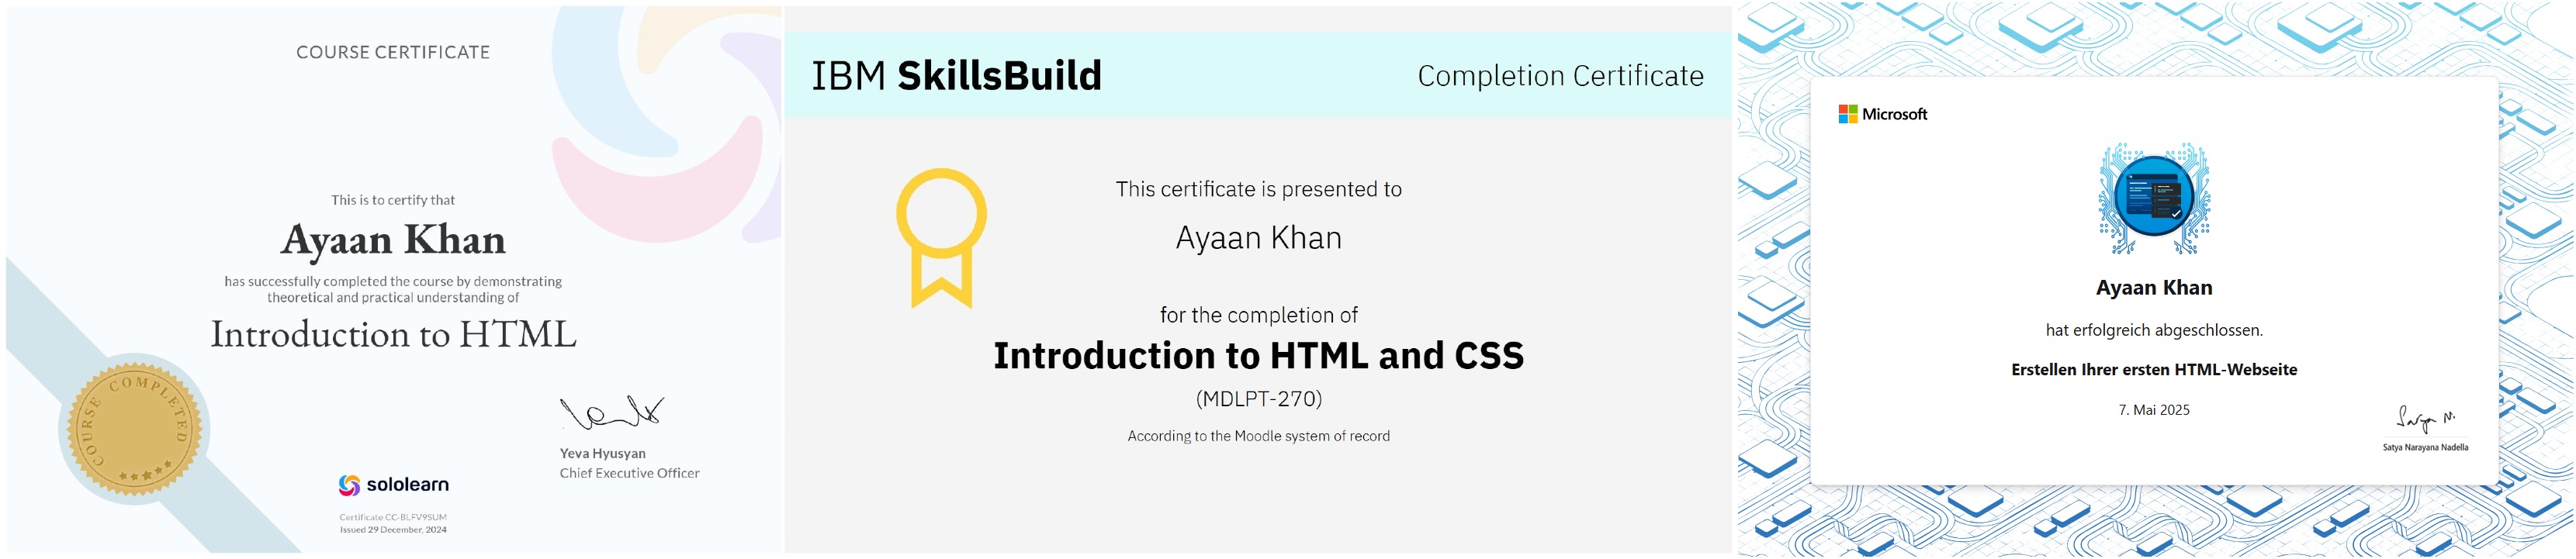 COURSE CERTIFICATE
This is to certify that
Ayaan Khan
has successfully completed the course by demonstrating
theoretical and practical understanding of
Introduction to HTML
COURSE COMPLETED
Yeva Hyusyan
Chief Executive Officer
sololearn
Certificate CC-BLFV9SUM
Issued 29 December, 2024
IBM SkillsBuild
Completion Certificate
This certificate is presented to
Ayaan Khan
for the completion of
Introduction to HTML and CSS
(MDLPT-270)
According to the Moodle system of record
Microsoft
Ayaan Khan
hat erfolgreich abgeschlossen.
Erstellen Ihrer ersten HTML-Webseite
7. Mai 2025
Satya N.
Satya Narayana Nadella